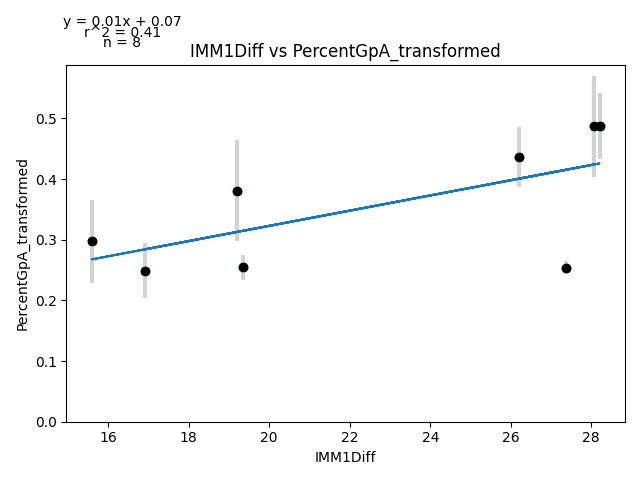 y = 0.01x + 0.07
r^2 = 0.41
n = 8
IMM1Diff vs PercentGpA_transformed
PercentGpA_transformed
0.5
0.4
0.3
0.2
0.1
0.0
16 18 20 22 24 26 28
IMM1Diff